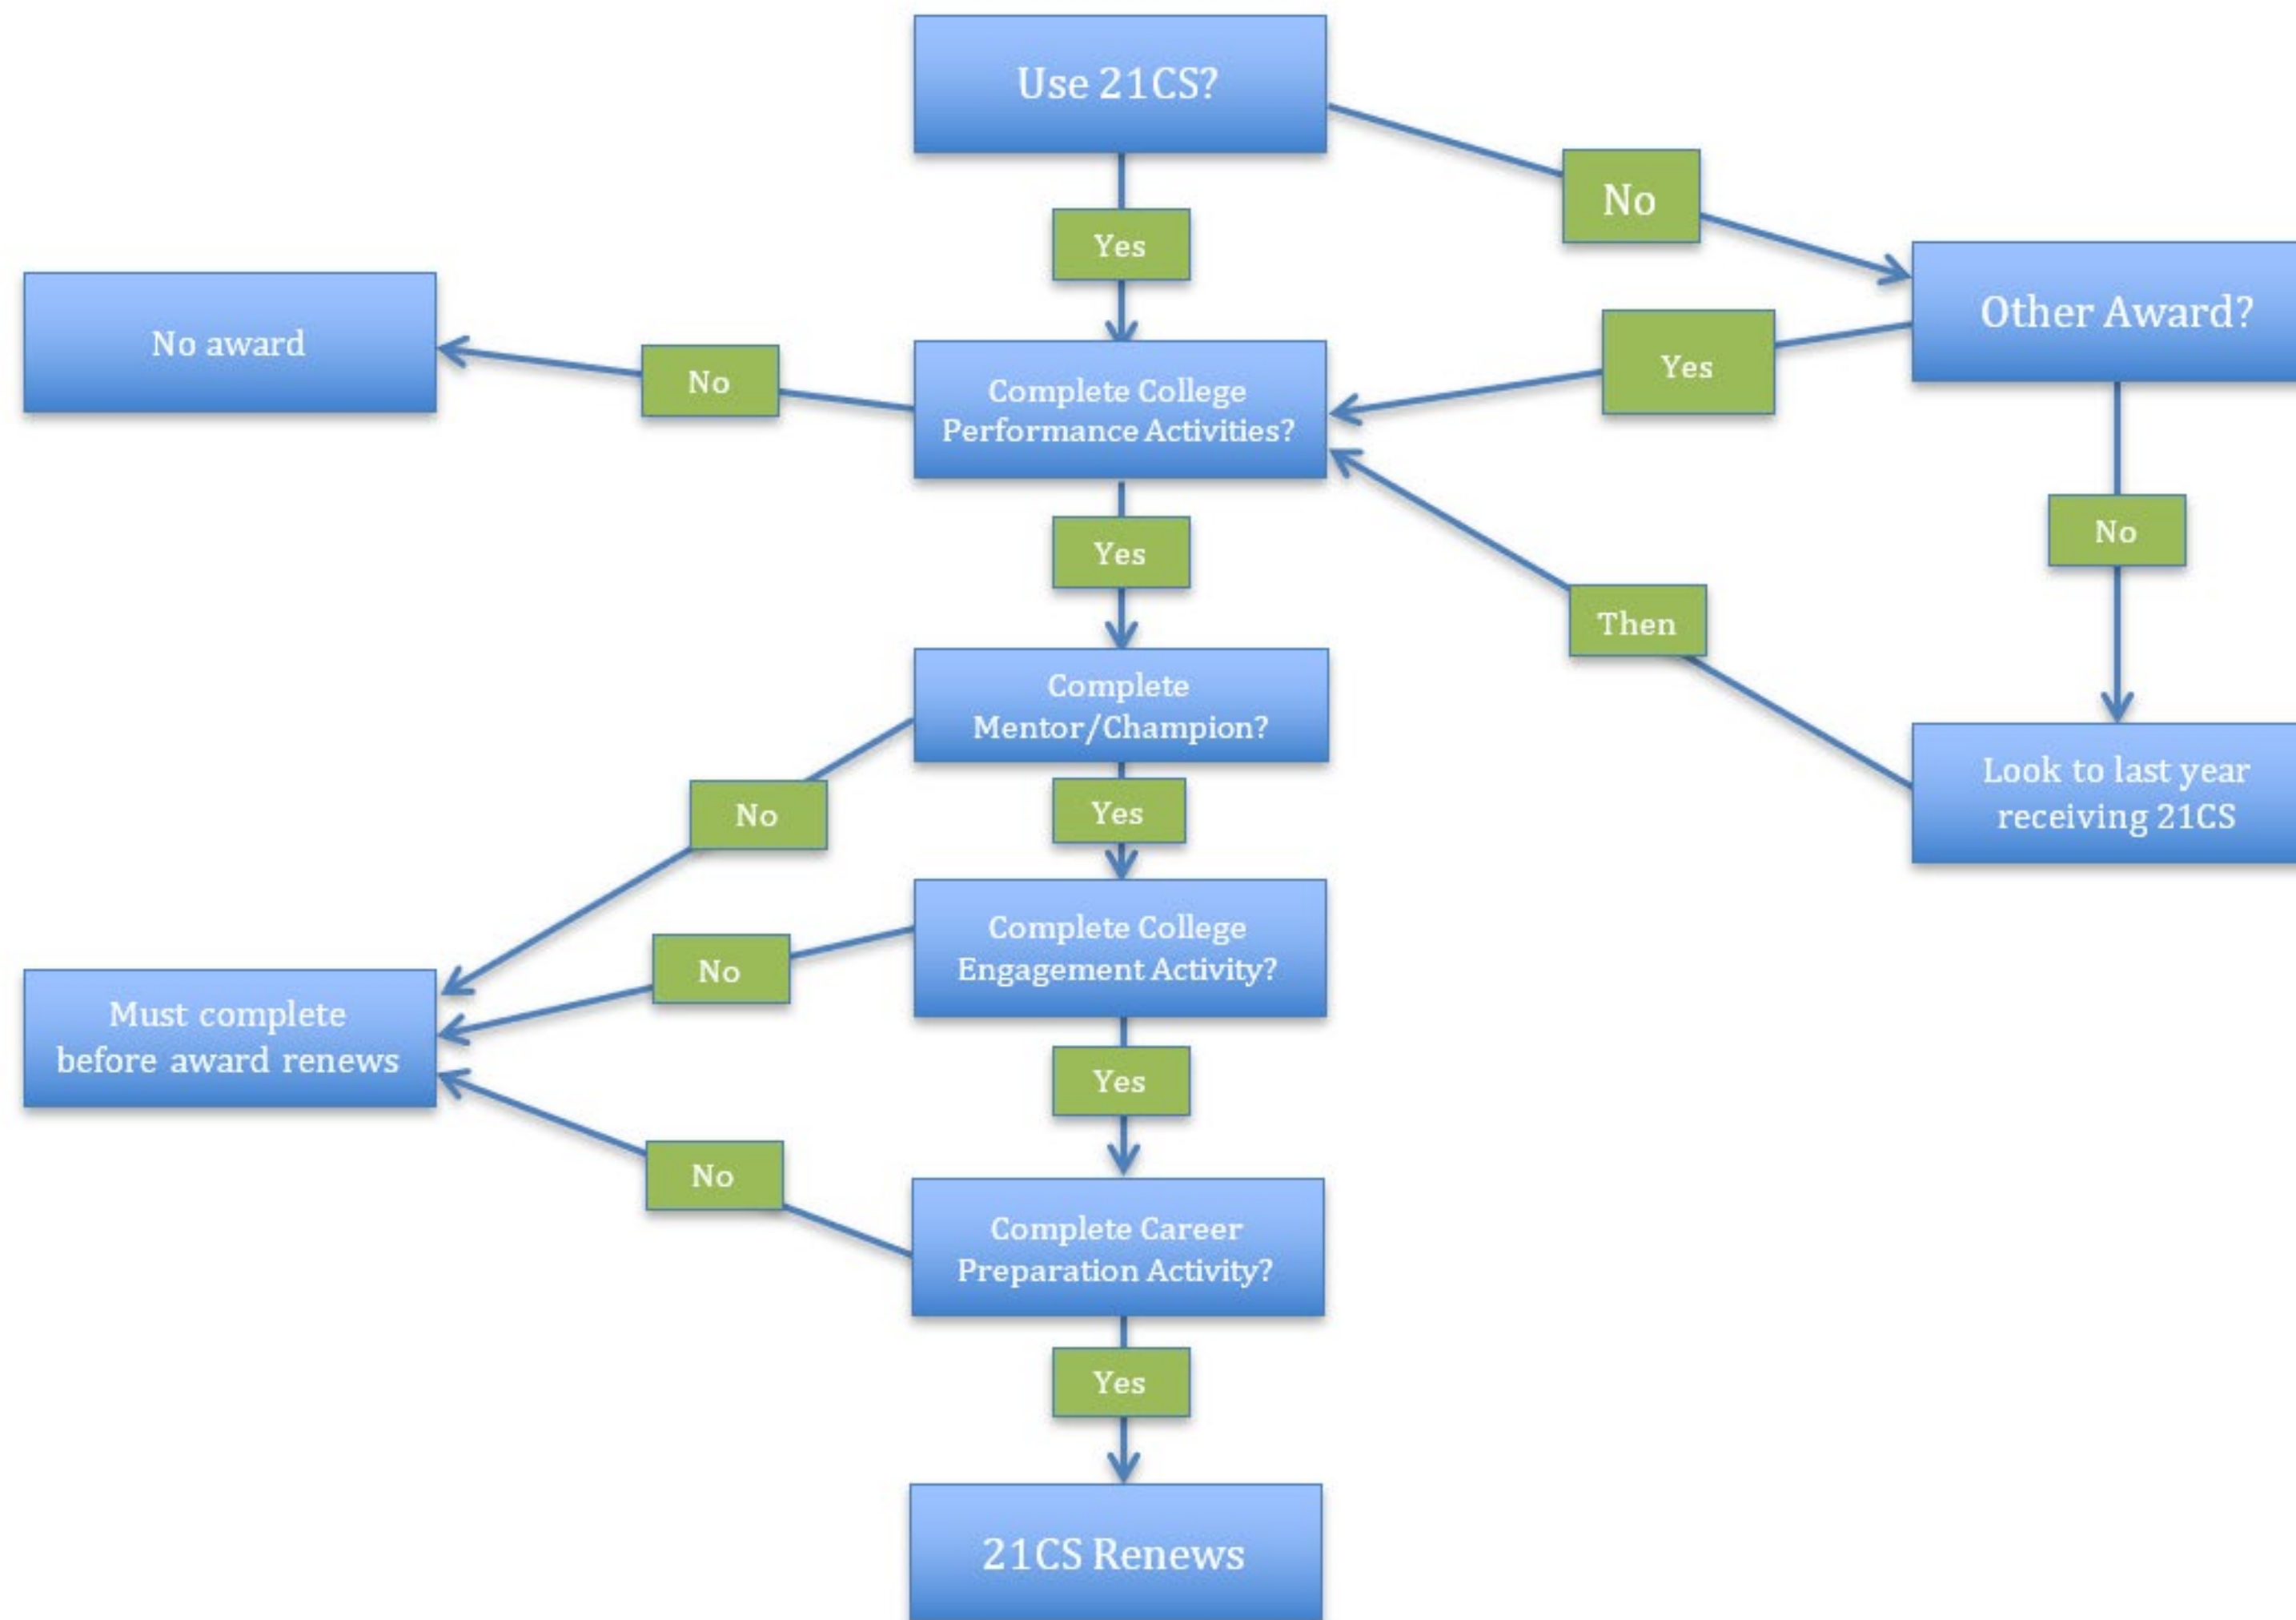 Use 21CS?
No
Yes
Other Award?
No award
No
Complete College
Performance Activities?
Yes
Yes
No
Then
Complete
Mentor/Champion?
Look to last year
receiving 21CS
No
Yes
Complete College
Engagement Activity?
No
Must complete
before award renews
Yes
No
Complete Career
Preparation Activity?
Yes
21CS Renews